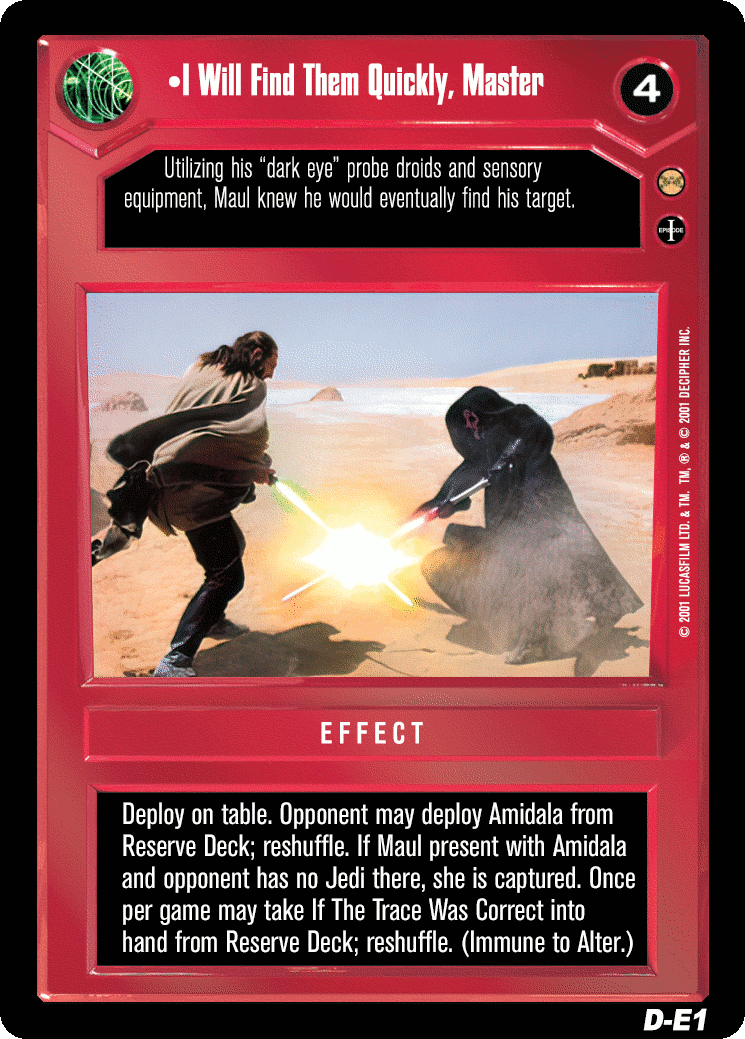 •I Will Find Them Quickly, Master
4
Utilizing his “dark eye” probe droids and sensory
equipment, Maul knew he would eventually find his target.
EPISODE
I
© 2001 LUCASFILM LTD. & TM. TM, ® & © 2001 DECIPHER INC.
EFFECT
Deploy on table. Opponent may deploy Amidala from
Reserve Deck; reshuffle. If Maul present with Amidala
and opponent has no Jedi there, she is captured. Once
per game may take If The Trace Was Correct into
hand from Reserve Deck; reshuffle. (Immune to Alter.)
D-E1